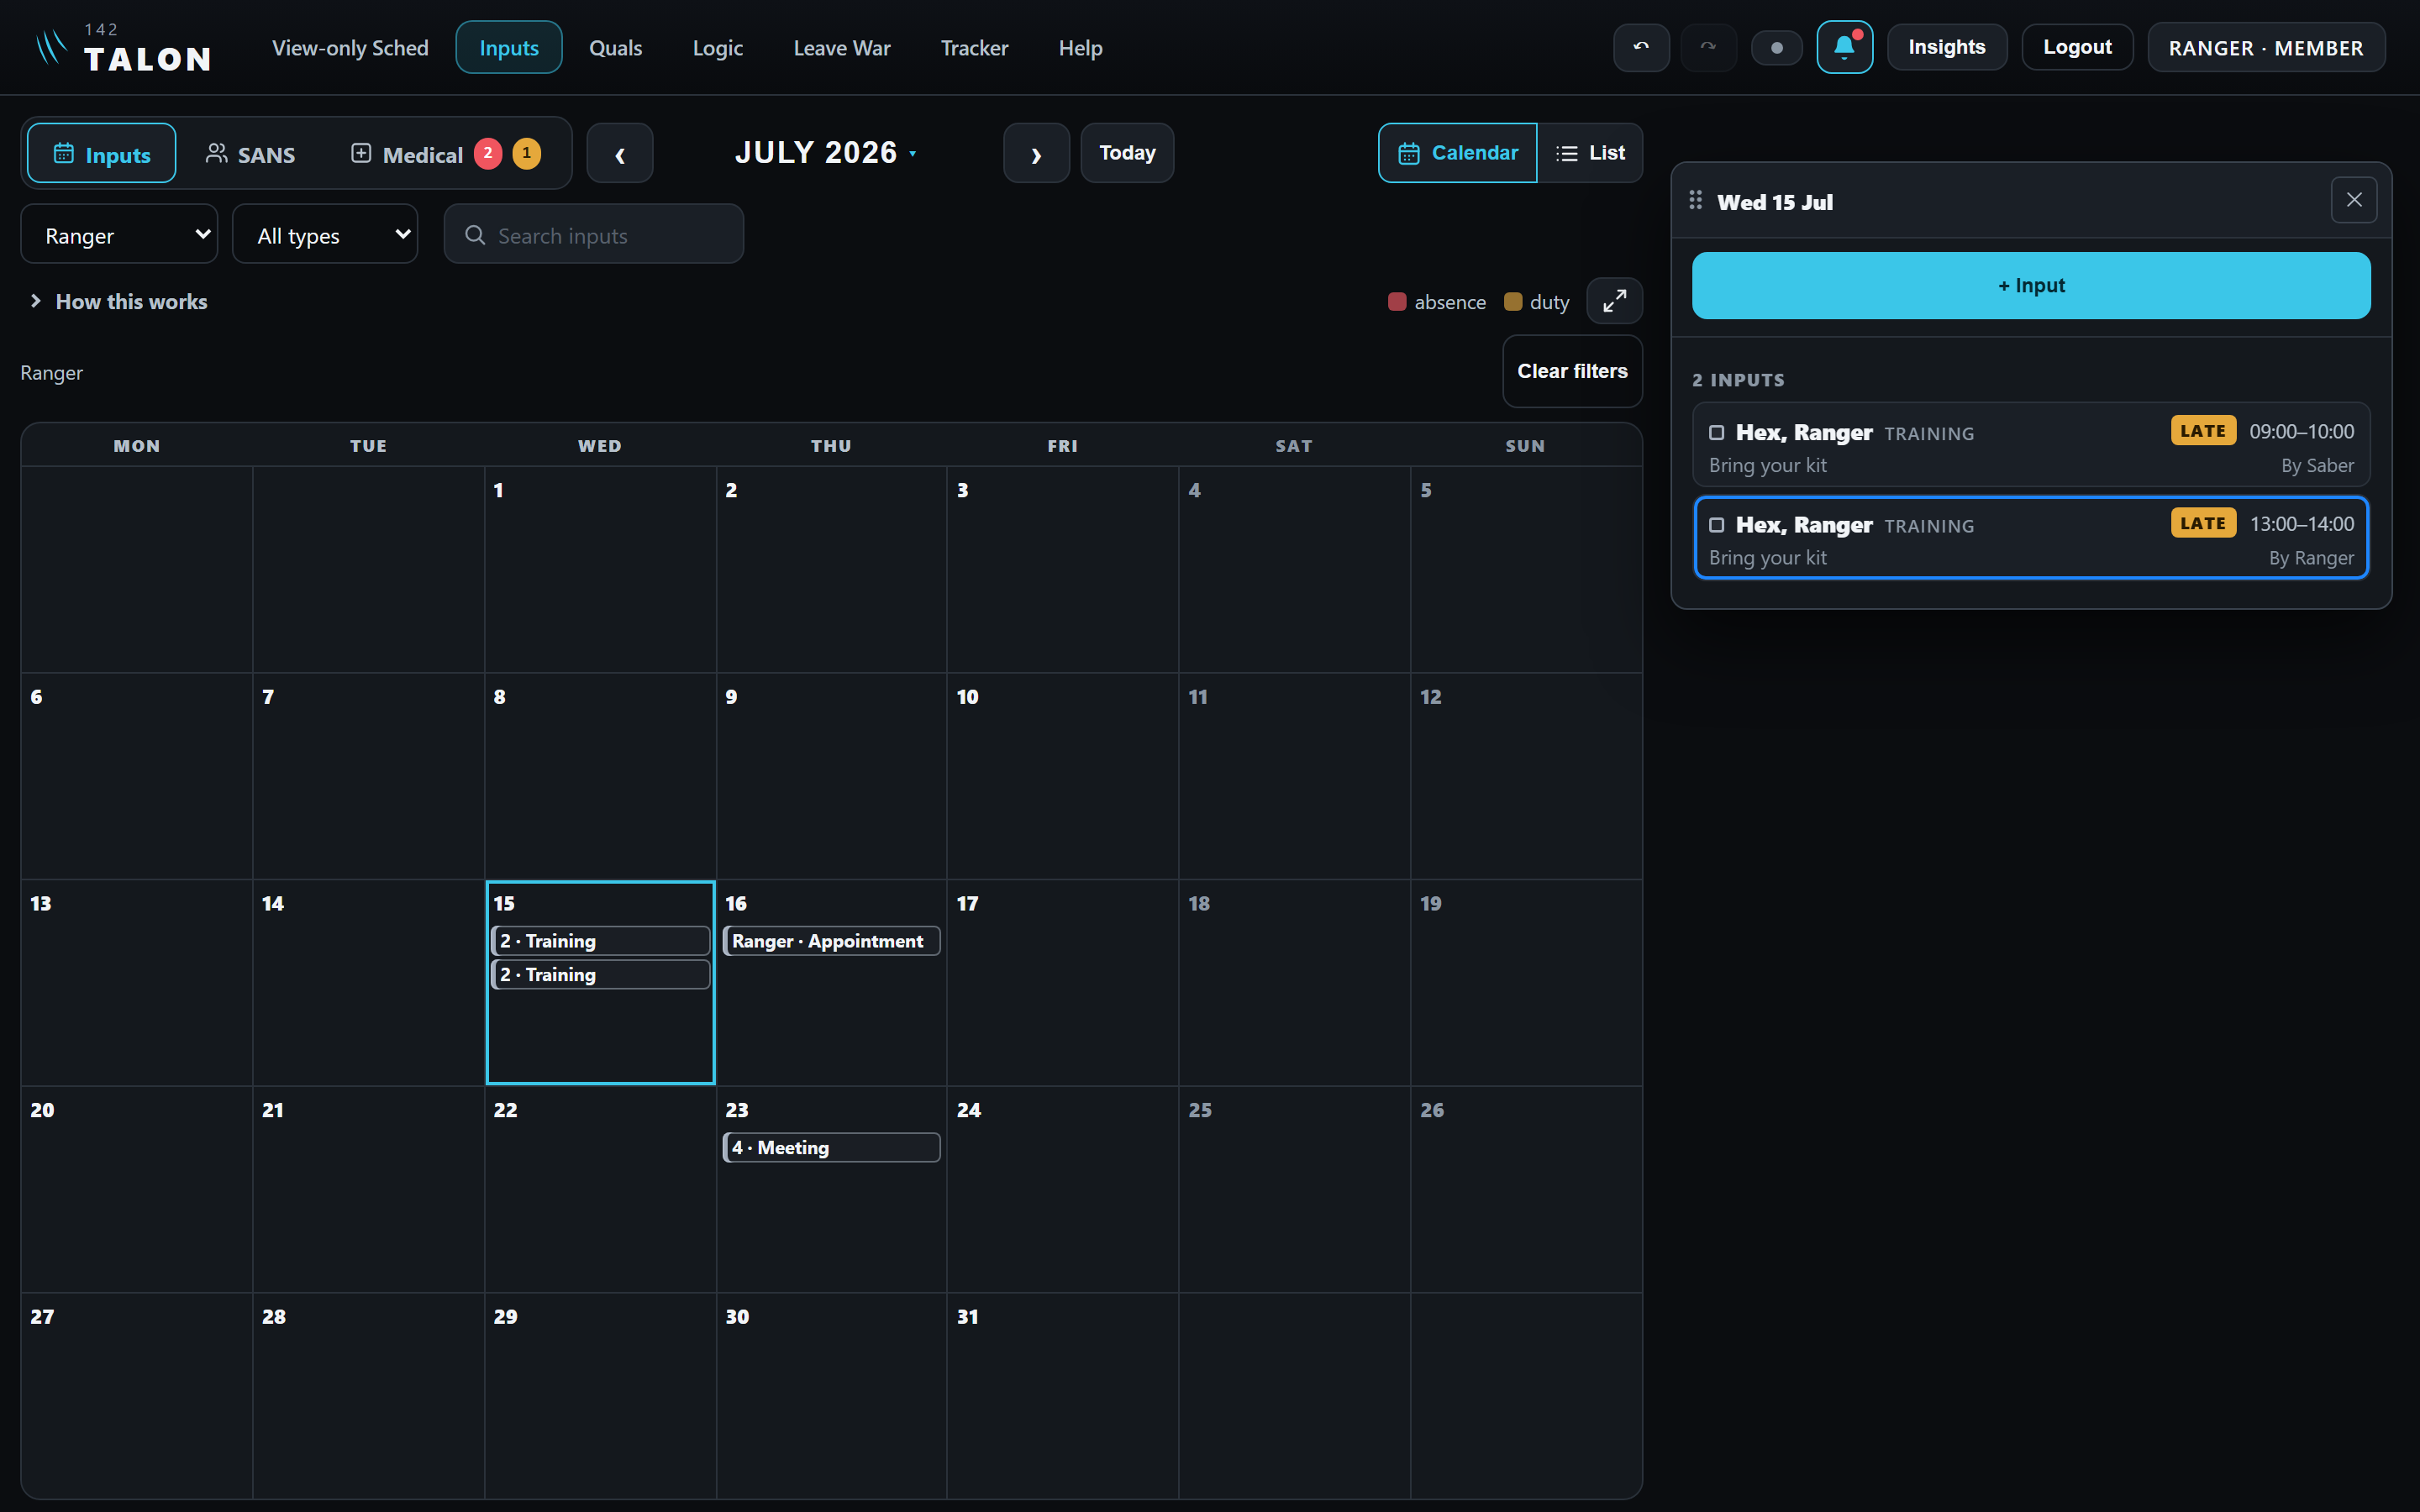 142
TALON
View-only Sched
Inputs
Quals
Logic
Leave War
Tracker
Help
Insights
Logout
RANGER · MEMBER
Inputs
SANS
Medical 2 1
‹
JULY 2026
›
Today
Calendar
List
Ranger
All types
Search inputs
How this works
absence
duty
Ranger
Clear filters
MON TUE WED THU FRI SAT SUN
1 2 3 4 5
6 7 8 9 10 11 12
13 14 15 16 17 18 19
2 · Training
Ranger · Appointment
2 · Training
20 21 22 23 24 25 26
4 · Meeting
27 28 29 30 31
Wed 15 Jul
+ Input
2 INPUTS
Hex, Ranger TRAINING LATE 09:00–10:00
Bring your kit By Saber
Hex, Ranger TRAINING LATE 13:00–14:00
Bring your kit By Ranger